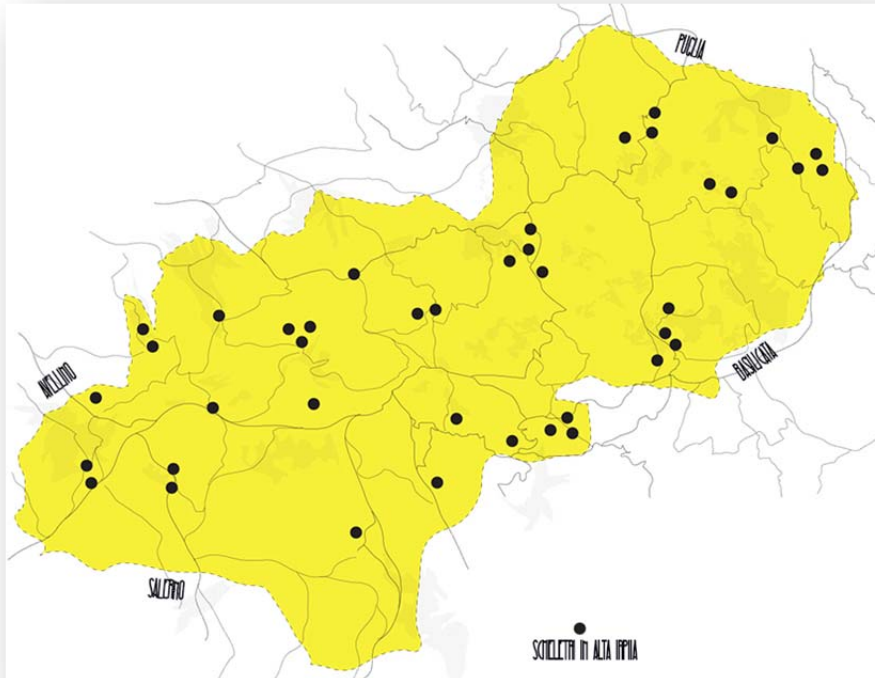 PUGLIA
AVELLINO
BASILICATA
SALERNO
SCHELETRI IN ALTA IRPINIA